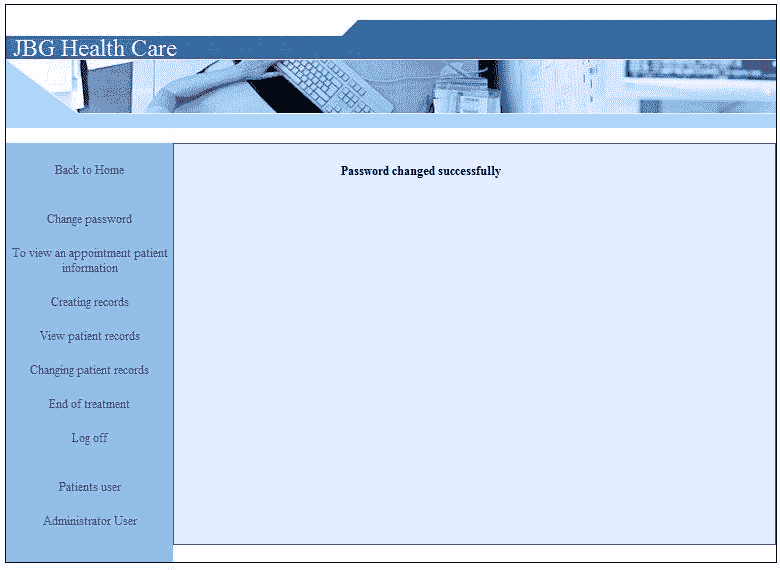 JBG Health Care
Back to Home
Password changed successfully
Change password
To view an appointment patient
information
Creating records
View patient records
Changing patient records
End of treatment
Log off
Patients user
Administrator User